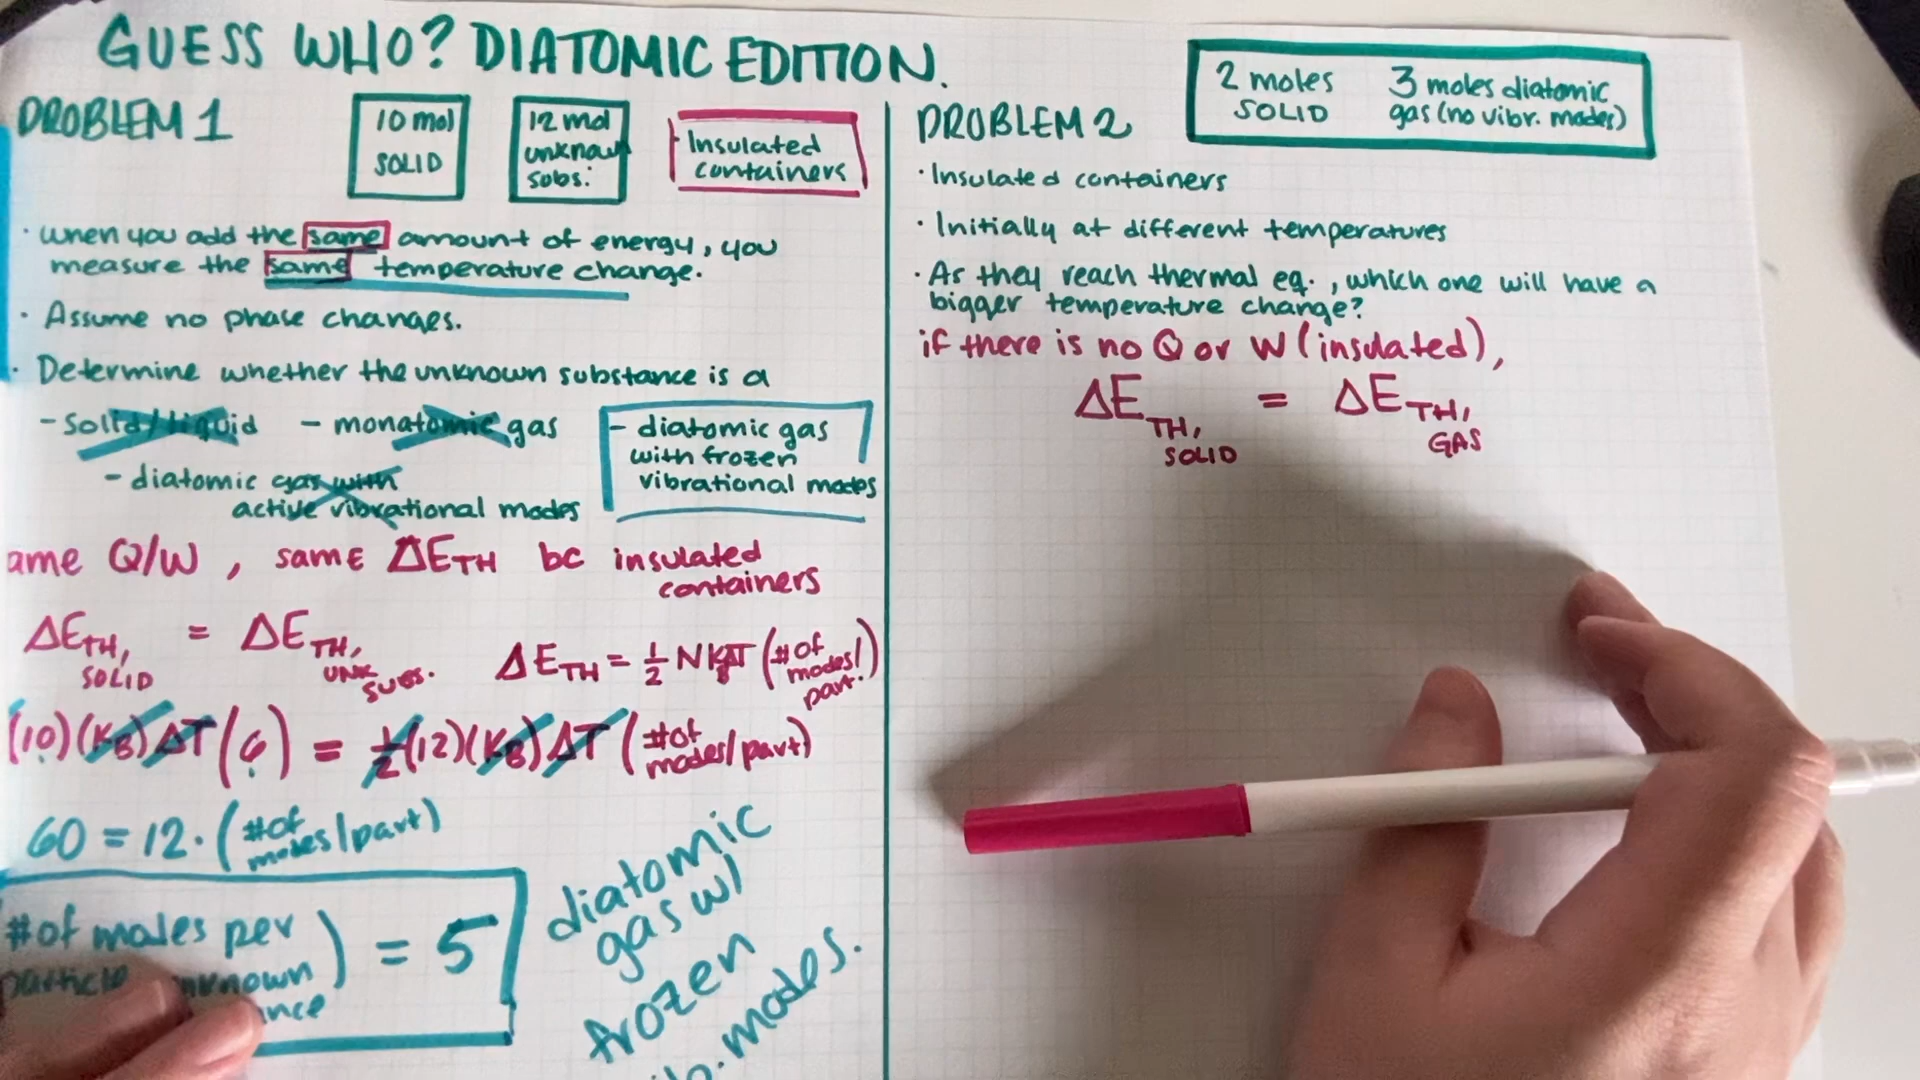 GUESS WHO? DIATOMIC EDITION.
PROBLEM 1
10 mol
SOLID
12 mol
unknown
subs.
Insulated
containers
· when you add the same amount of energy, you
measure the same temperature change.
· Assume no phase changes.
· Determine whether the unknown substance is a
- solid/liquid - monatomic gas
- diatomic gas with
active vibrational modes
- diatomic gas
with frozen
vibrational modes
ame Q/W, same ΔETH bc insulated
containers
ΔETH, SOLID = ΔETH, UNK SUBS.
ΔETH = 1/2 NKBΔT (# of modes/part.)
(10)(KB)ΔT(6) = 1/2(12)(KB)ΔT(# of modes/part)
60 = 12·(# of modes/part)
# of modes per
particle unknown
) = 5
diatomic
gas w/
frozen
modes.
PROBLEM 2
2 moles
SOLID
3 moles diatomic
gas (no vibr. modes)
· Insulated containers
· Initially at different temperatures
· As they reach thermal eq., which one will have a
bigger temperature change?
if there is no Q or W (insulated),
ΔETH, SOLID = ΔETH, GAS